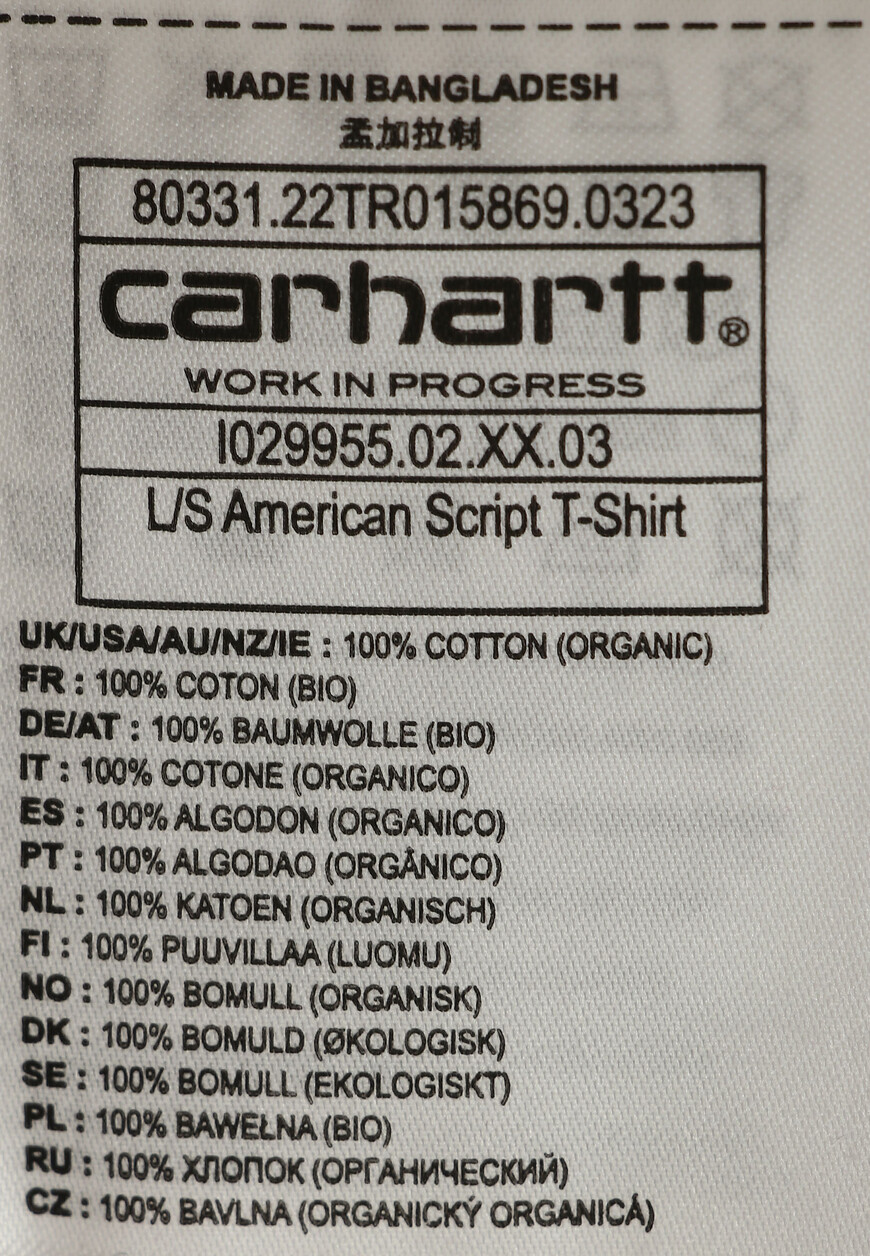 MADE IN BANGLADESH
孟加拉制
80331.22TR015869.0323
carhartt®
WORK IN PROGRESS
I029955.02.XX.03
L/S American Script T-Shirt
UK/USA/AU/NZ/IE : 100% COTTON (ORGANIC)
FR : 100% COTON (BIO)
DE/AT : 100% BAUMWOLLE (BIO)
IT : 100% COTONE (ORGANICO)
ES : 100% ALGODON (ORGANICO)
PT : 100% ALGODAO (ORGÂNICO)
NL : 100% KATOEN (ORGANISCH)
FI : 100% PUUVILLAA (LUOMU)
NO : 100% BOMULL (ORGANISK)
DK : 100% BOMULD (ØKOLOGISK)
SE : 100% BOMULL (EKOLOGISKT)
PL : 100% BAWEŁNA (BIO)
RU : 100% ХЛОПОК (ОРГАНИЧЕСКИЙ)
CZ : 100% BAVLNA (ORGANICKÝ ORGANICÁ)